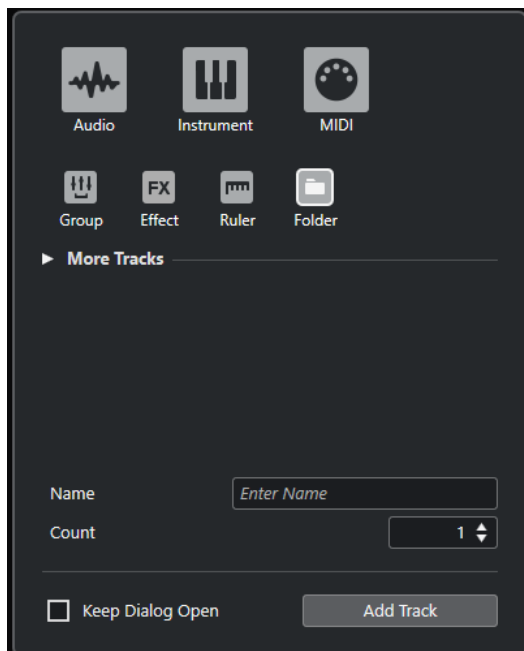 Audio Instrument MIDI
FX
Group Effect Ruler Folder
More Tracks
Name Enter Name
Count 1
Keep Dialog Open Add Track